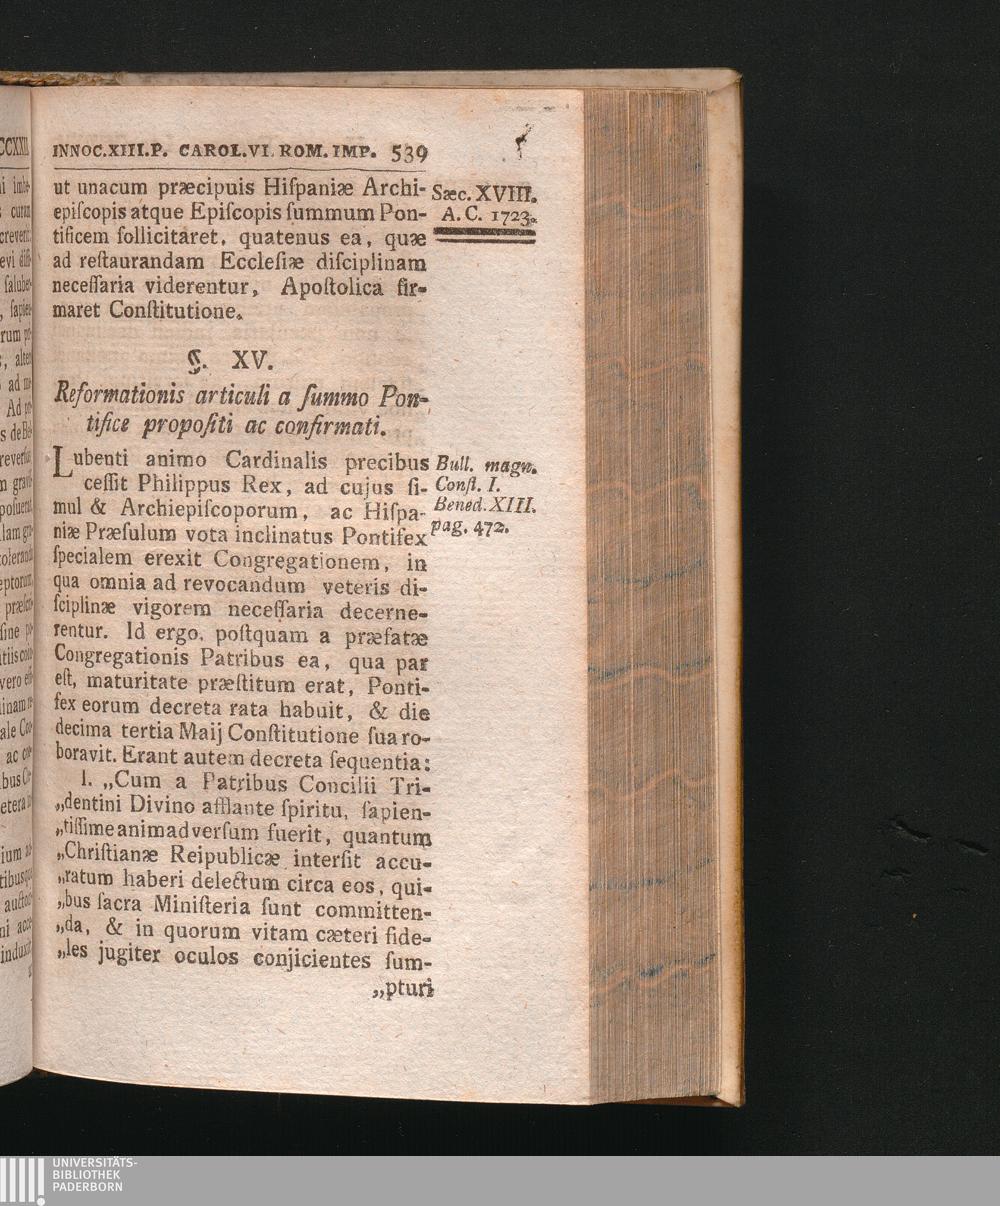 INNOC.XIII.P. CAROL.VI. ROM. IMP. 539
ut unacum præcipuis Hiſpaniæ Archi-
epiſcopis atque Epiſcopis ſummum Pon-
tificem ſollicitaret, quatenus ea, quæ
ad reſtaurandam Eccleſiæ diſciplinam
neceſſaria viderentur, Apoſtolica fir-
maret Conſtitutione.
Sæc. XVIII.
A. C. 1723.
§. XV.
Reformationis articuli a ſummo Pon-
tifice propoſiti ac confirmati.
Lubenti animo Cardinalis precibus
ceſſit Philippus Rex, ad cujus ſi-
mul & Archiepiſcoporum, ac Hiſpa-
niæ Præſulum vota inclinatus Pontifex
ſpecialem erexit Congregationem, in
qua omnia ad revocandum veteris di-
ſciplinæ vigorem neceſſaria decerne-
rentur. Id ergo, poſtquam a præfatæ
Congregationis Patribus ea, qua par
eſt, maturitate præſtitum erat, Ponti-
fex eorum decreta rata habuit, & die
decima tertia Maij Conſtitutione ſua ro-
boravit. Erant autem decreta ſequentia:
Bull. magn.
Conſt. I.
Bened. XIII.
pag. 472.
I. „Cum a Patribus Concilii Tri-
„dentini Divino afflante ſpiritu, ſapien-
„tiſſime animadverſum fuerit, quantum
„Chriſtianæ Reipublicæ interſit accu-
„ratum haberi delectum circa eos, qui-
„bus ſacra Miniſteria ſunt committen-
„da, & in quorum vitam cæteri fide-
„les jugiter oculos conjicientes ſum-
„pturi
UNIVERSITÄTS-
BIBLIOTHEK
PADERBORN